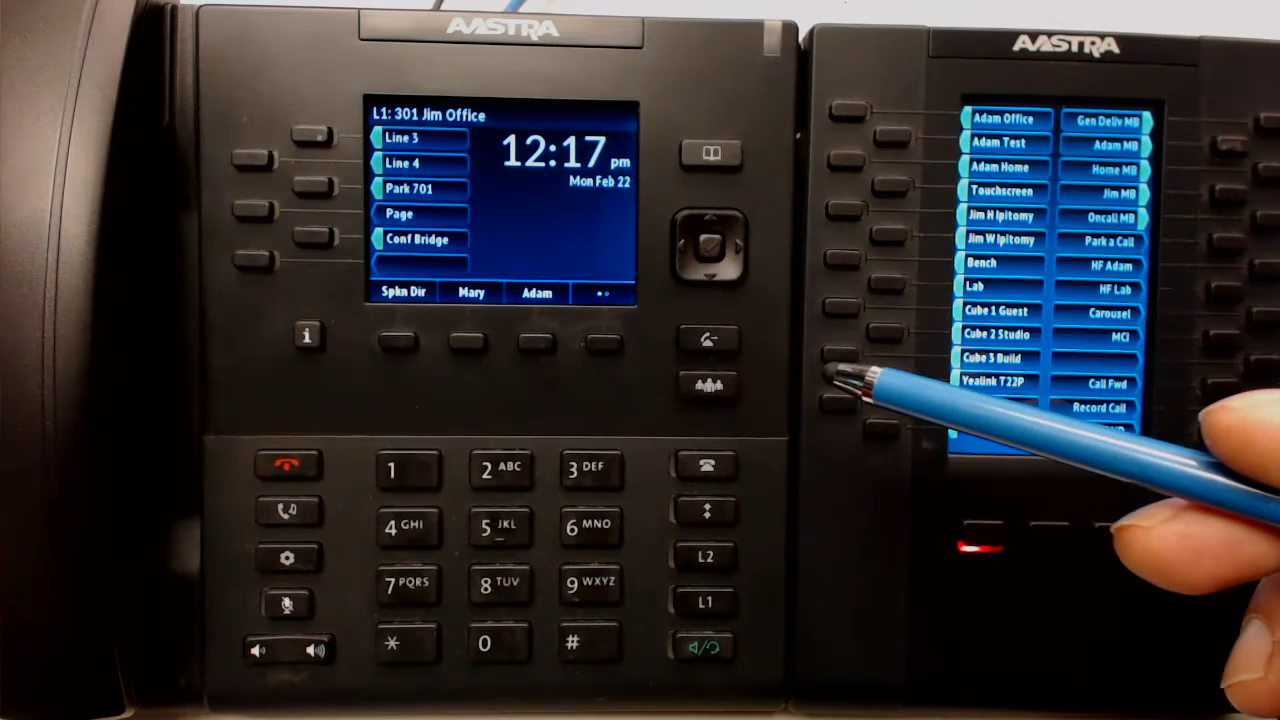 AASTRA
L1: 301 Jim Office
Line 3
Line 4
Park 701
Page
Conf Bridge
12:17 pm
Mon Feb 22
Spkn Dir
Mary
Adam
i
1
2 ABC
3 DEF
4 GHI
5 JKL
6 MNO
7 PQRS
8 TUV
9 WXYZ
*
0
#
L2
L1
AASTRA
Adam Office
Gen Deliv MB
Adam Test
Adam MB
Adam Home
Home MB
Touchscreen
Jim MB
Jim H Ipitomy
Oncall MB
Jim W Ipitomy
Park a Call
Bench
HF Adam
Lab
HF Lab
Cube 1 Guest
Carousel
Cube 2 Studio
MCI
Cube 3 Build
Yealink T22P
Call Fwd
Record Call